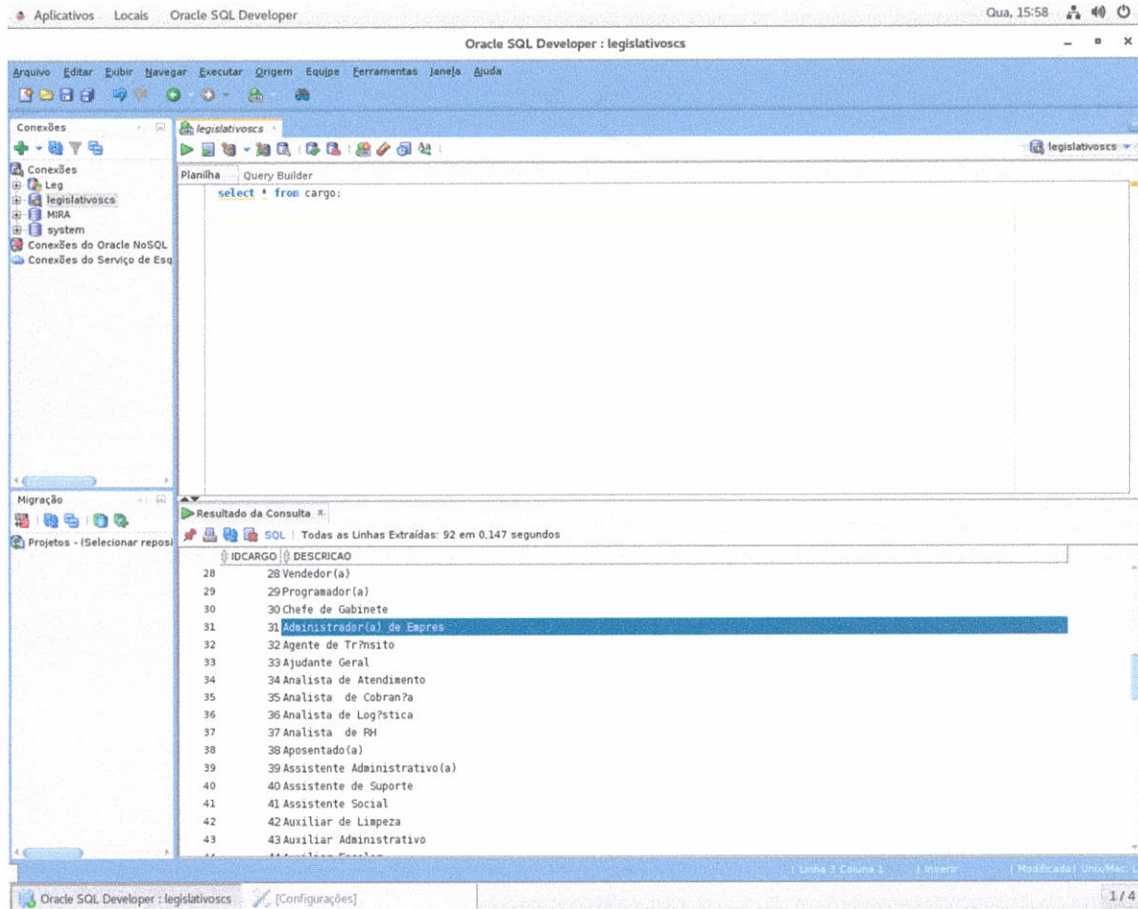 Aplicativos Locais Oracle SQL Developer Qua, 15:58
Oracle SQL Developer : legislativoscs
Arquivo Editar Exibir Navegar Executar Origem Equipe Ferramentas Janela Ajuda
Conexões
legislativoscs
legislativoscs
Conexões
Leg
legislativoscs
MIRA
system
Conexões do Oracle NoSQL
Conexões do Serviço de Esq
Planilha Query Builder
select * from cargo;
Migração
Projetos - (Selecionar reposi
Resultado da Consulta
SQL | Todas as Linhas Extraídas: 92 em 0,147 segundos
IDCARGO DESCRICAO
28 28 Vendedor(a)
29 29 Programador(a)
30 30 Chefe de Gabinete
31 31 Administrador(a) de Empres
32 32 Agente de Tr?nsito
33 33 Ajudante Geral
34 34 Analista de Atendimento
35 35 Analista de Cobran?a
36 36 Analista de Log?stica
37 37 Analista de RH
38 38 Aposentado(a)
39 39 Assistente Administrativo(a)
40 40 Assistente de Suporte
41 41 Assistente Social
42 42 Auxiliar de Limpeza
43 43 Auxiliar Administrativo
Linha 3 Coluna 1 | Inserir | Modificado | Unix/Mac: L
Oracle SQL Developer : legislativoscs [Configurações] 1 / 4